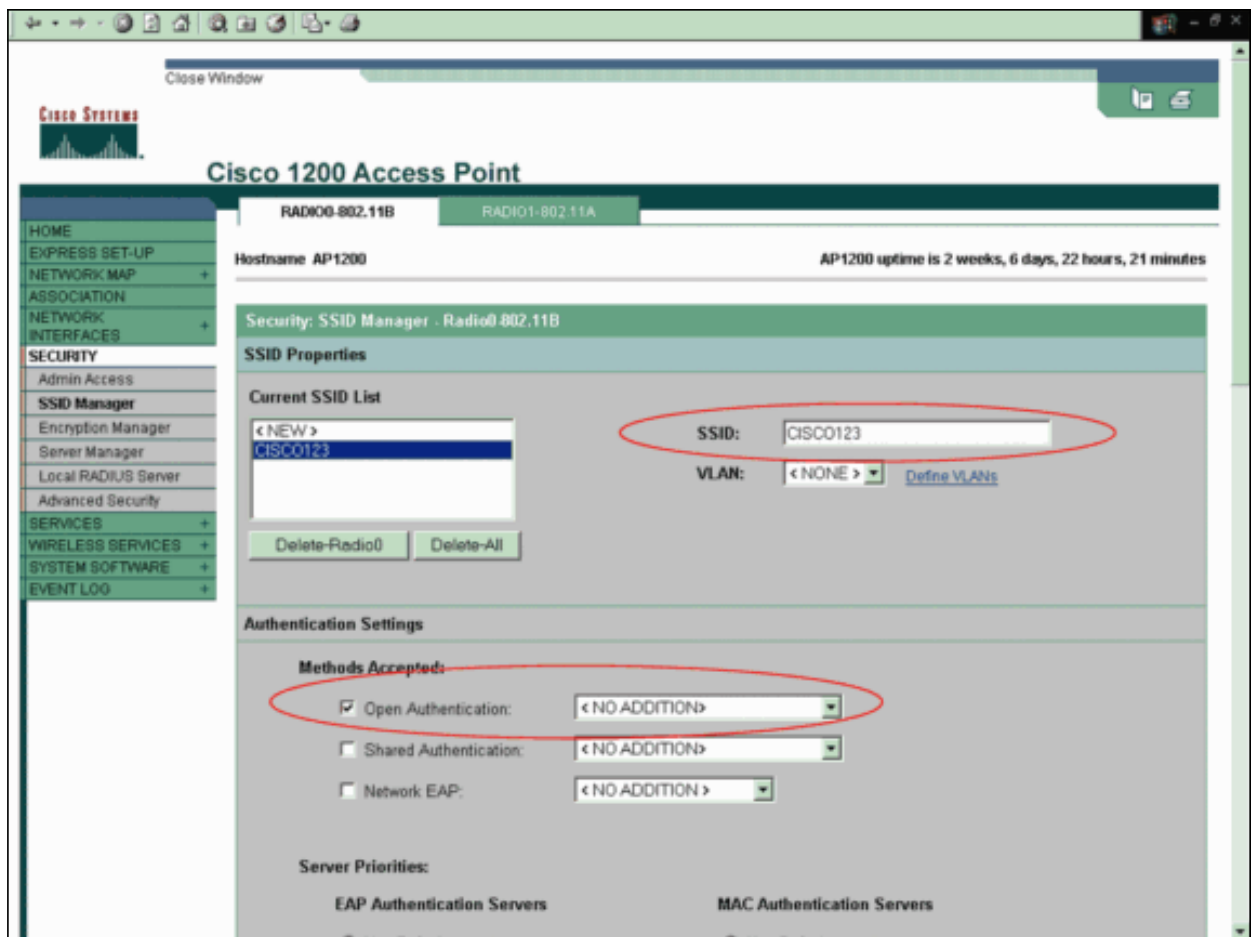 Close Window
CISCO SYSTEMS
Cisco 1200 Access Point
RADIO0-802.11B
RADIO1-802.11A
HOME
EXPRESS SET-UP
NETWORK MAP +
ASSOCIATION
NETWORK
INTERFACES +
SECURITY
Admin Access
SSID Manager
Encryption Manager
Server Manager
Local RADIUS Server
Advanced Security
SERVICES +
WIRELESS SERVICES +
SYSTEM SOFTWARE +
EVENT LOG +
Hostname AP1200
AP1200 uptime is 2 weeks, 6 days, 22 hours, 21 minutes
Security: SSID Manager - Radio0-802.11B
SSID Properties
Current SSID List
< NEW >
CISCO123
Delete-Radio0
Delete-All
SSID: CISCO123
VLAN: < NONE > Define VLANs
Authentication Settings
Methods Accepted:
Open Authentication: < NO ADDITION>
Shared Authentication: < NO ADDITION>
Network EAP: < NO ADDITION >
Server Priorities:
EAP Authentication Servers
MAC Authentication Servers